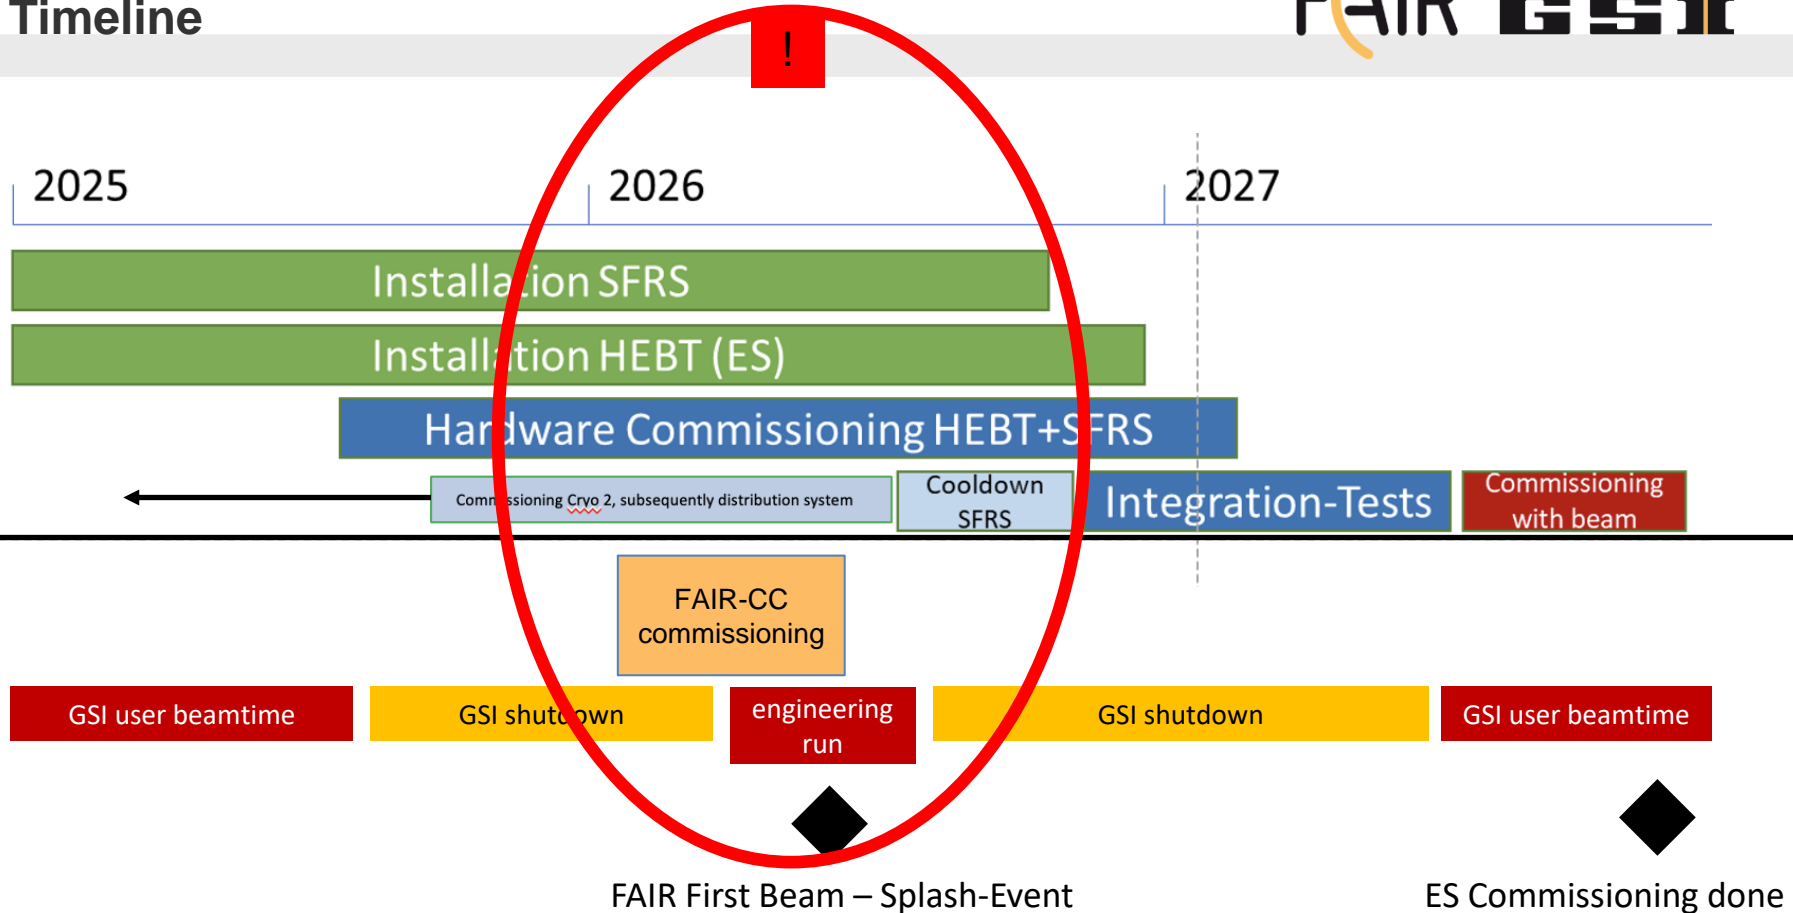 Timeline
FAIR GSI
!
2025
2026
2027
Installation SFRS
Installation HEBT (ES)
Hardware Commissioning HEBT+SFRS
Commissioning Cryo 2, subsequently distribution system
Cooldown
SFRS
Integration-Tests
Commissioning
with beam
FAIR-CC
commissioning
GSI user beamtime
GSI shutdown
engineering
run
GSI shutdown
GSI user beamtime
FAIR First Beam – Splash-Event
ES Commissioning done